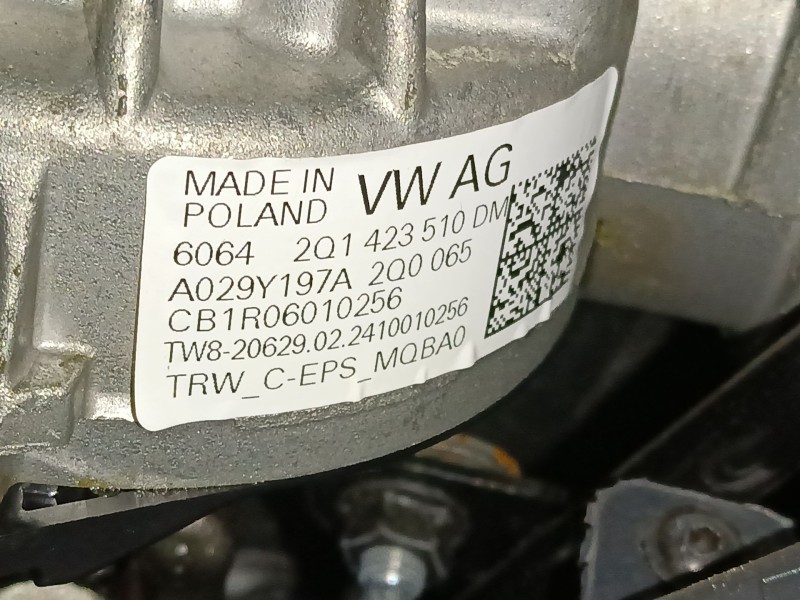 MADE IN VW AG
POLAND
6064 2Q1 423 510 DM
A029Y197A 2Q0 065
CB1R06010256
TW8-20629.02.2410010256
TRW_C-EPS_MQBA0